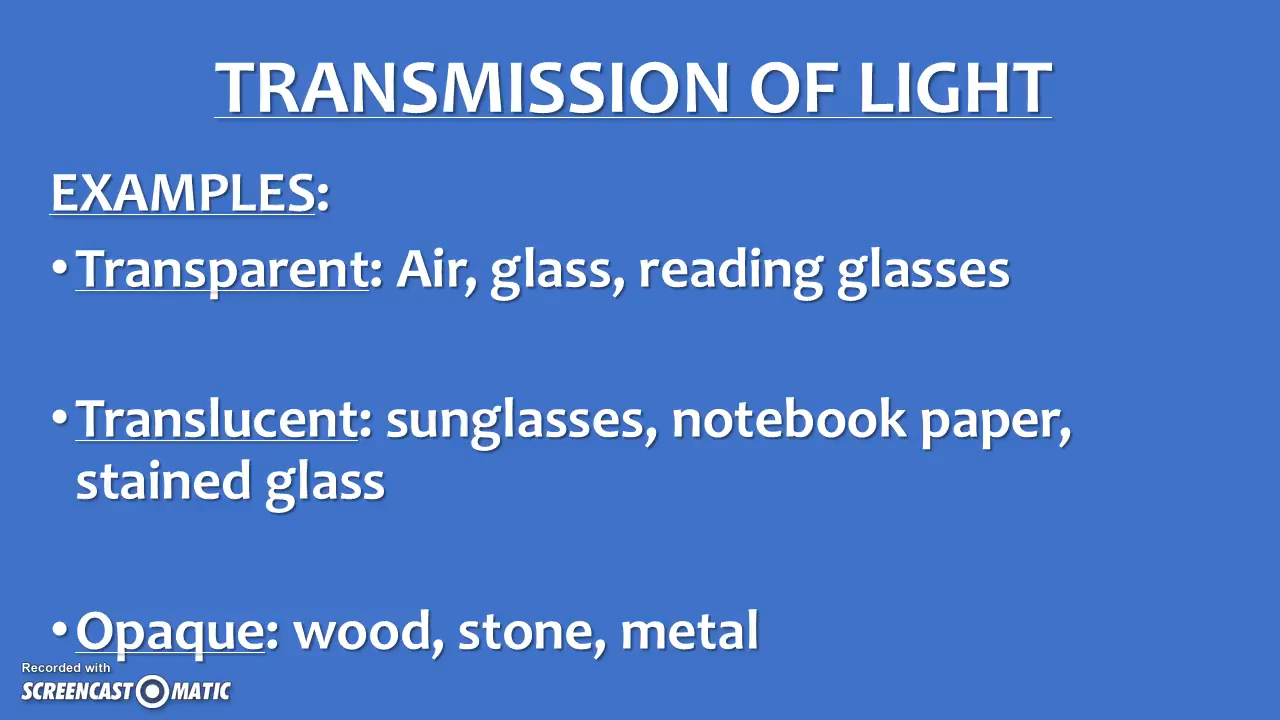 TRANSMISSION OF LIGHT
EXAMPLES:
•Transparent: Air, glass, reading glasses
•Translucent: sunglasses, notebook paper,
stained glass
•Opaque: wood, stone, metal
Recorded with
SCREENCAST O MATIC